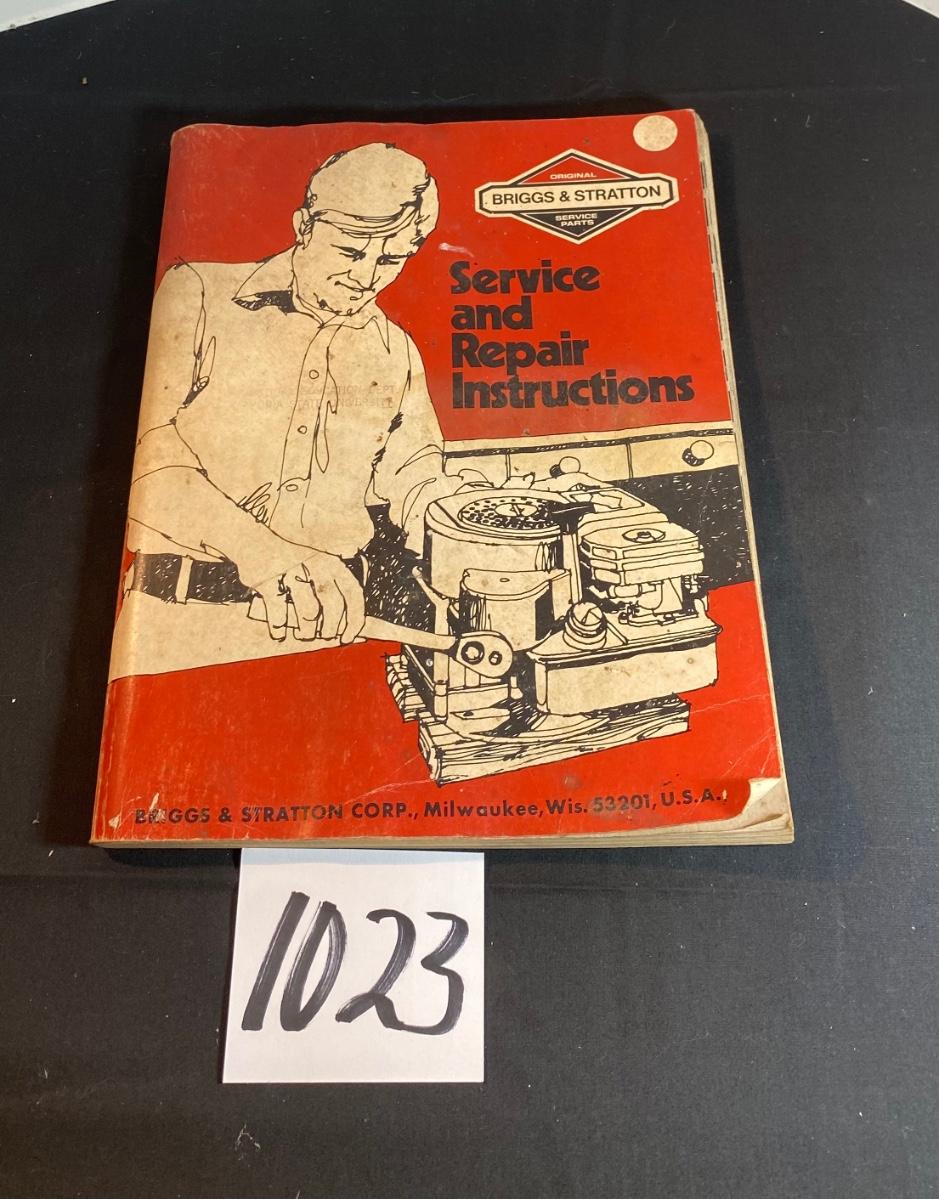 ORIGINAL
BRIGGS & STRATTON
SERVICE
PARTS
Service
and
Repair
Instructions
BRIGGS & STRATTON CORP., Milwaukee, Wis. 53201, U.S.A.
1023